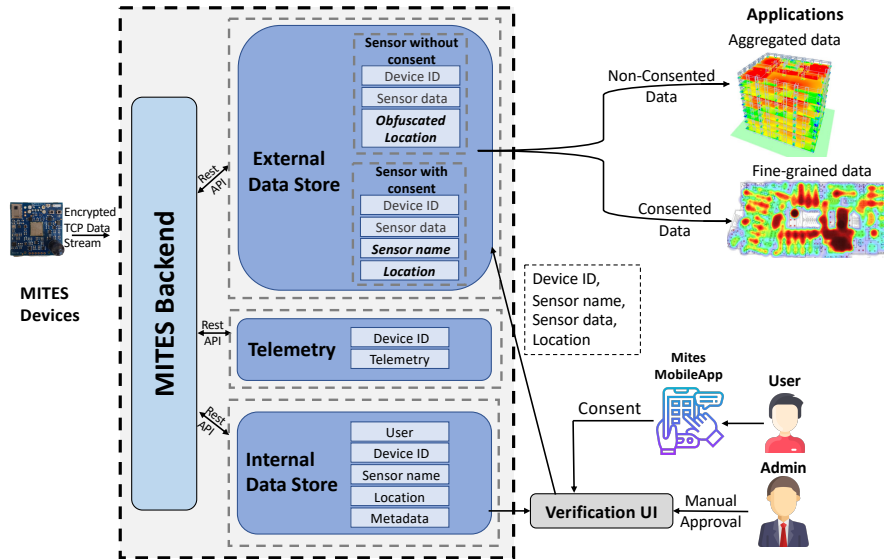 Applications
Aggregated data
Sensor without
consent
Device ID
Sensor data
Obfuscated
Location
Non-Consented
Data
External
Data Store
Rest
API
Sensor with
consent
Device ID
Sensor data
Sensor name
Location
Fine-grained data
Consented
Data
Encrypted
TCP Data
Stream
MITES
Devices
MITES Backend
Device ID,
Sensor name,
Sensor data,
Location
Rest
API
Telemetry
Device ID
Telemetry
Mites
MobileApp
User
Consent
Rest
API
Internal
Data Store
User
Device ID
Sensor name
Location
Metadata
Admin
Verification UI
Manual
Approval